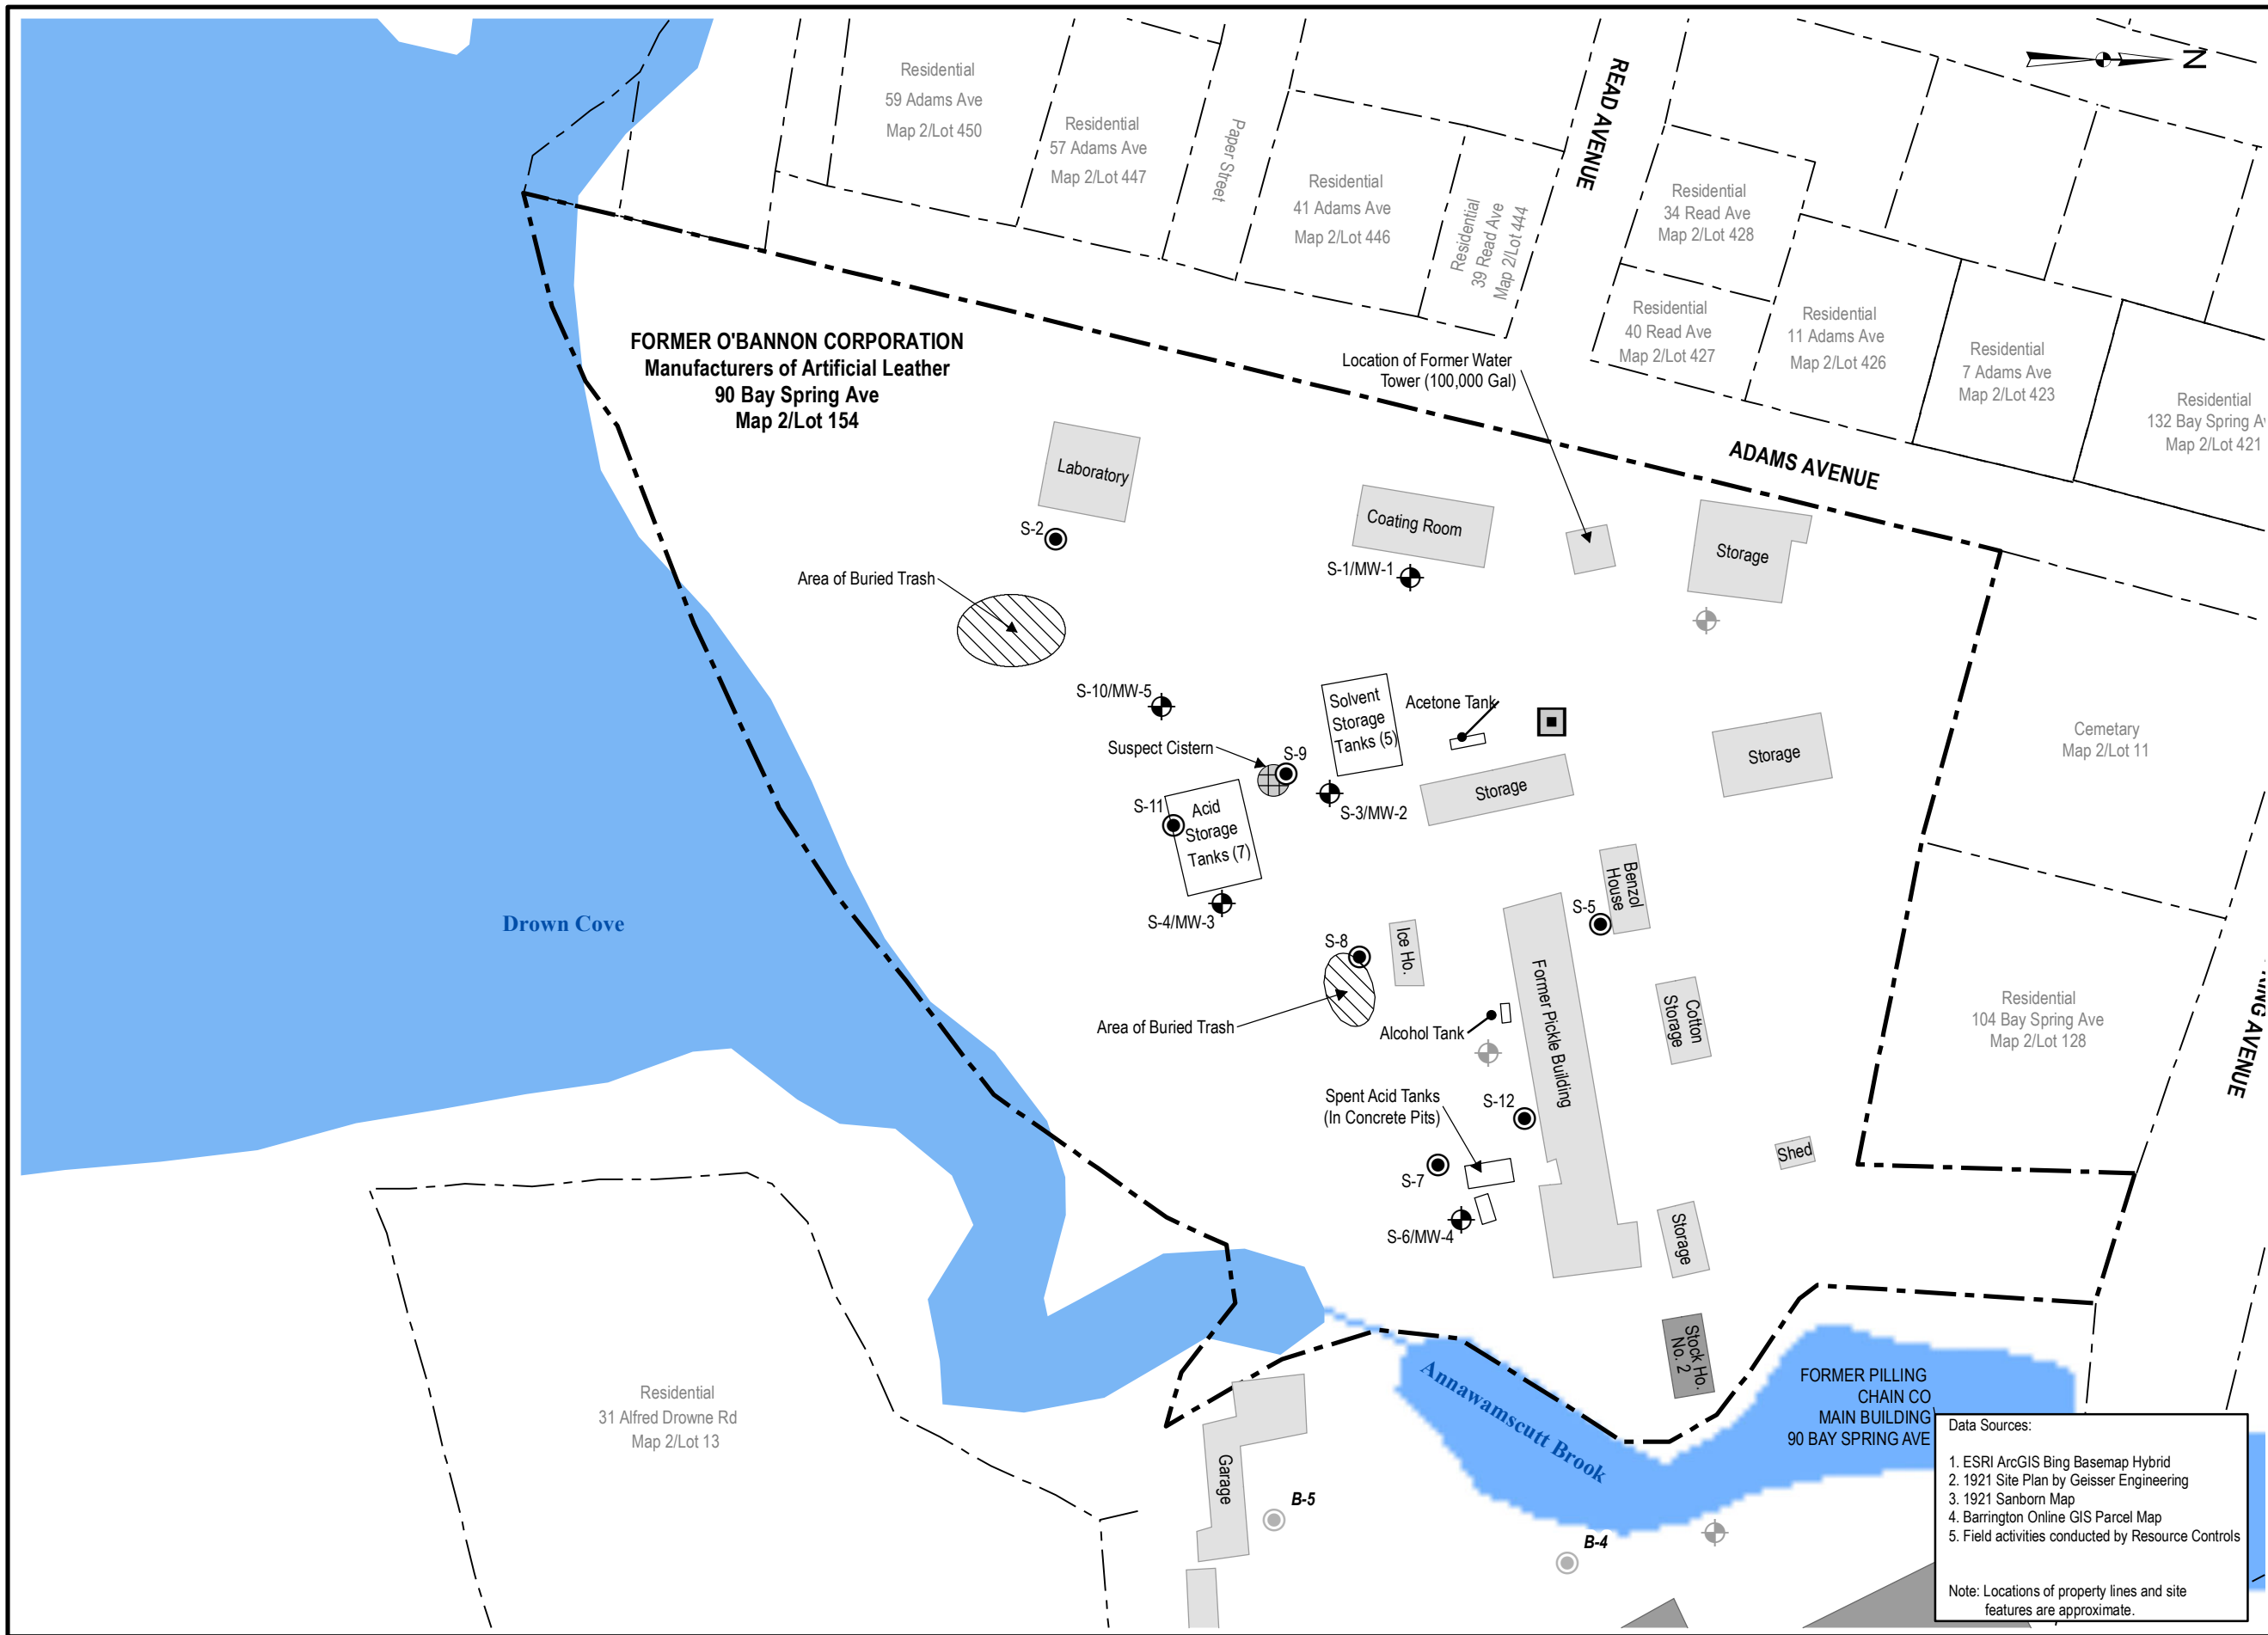 Residential
59 Adams Ave
Map 2/Lot 450
Residential
57 Adams Ave
Map 2/Lot 447
Paper Street
Residential
41 Adams Ave
Map 2/Lot 446
Residential
39 Read Ave
Map 2/Lot 444
READ AVENUE
N
Residential
34 Read Ave
Map 2/Lot 428
Residential
40 Read Ave
Map 2/Lot 427
Residential
11 Adams Ave
Map 2/Lot 426
Residential
7 Adams Ave
Map 2/Lot 423
Residential
132 Bay Spring Av
Map 2/Lot 421
FORMER O'BANNON CORPORATION
Manufacturers of Artificial Leather
90 Bay Spring Ave
Map 2/Lot 154
Location of Former Water
Tower (100,000 Gal)
ADAMS AVENUE
Laboratory
S-2
Coating Room
S-1/MW-1
Storage
Area of Buried Trash
S-10/MW-5
Suspect Cistern
S-9
Solvent
Storage
Tanks (5)
Acetone Tank
Storage
Storage
Cemetary
Map 2/Lot 11
S-11
Acid
Storage
Tanks (7)
S-3/MW-2
S-4/MW-3
Drown Cove
Benzol
House
S-5
S-8
Ice Ho.
Former Pickle Building
Area of Buried Trash
Alcohol Tank
Cotton
Storage
Residential
104 Bay Spring Ave
Map 2/Lot 128
RING AVENUE
Spent Acid Tanks
(In Concrete Pits)
S-12
S-7
S-6/MW-4
Shed
Storage
Stock Ho.
No. 2
Annawamscutt Brook
FORMER PILLING
CHAIN CO
MAIN BUILDING
90 BAY SPRING AVE
Residential
31 Alfred Drowne Rd
Map 2/Lot 13
Garage
B-5
B-4
Data Sources:
1. ESRI ArcGIS Bing Basemap Hybrid
2. 1921 Site Plan by Geisser Engineering
3. 1921 Sanborn Map
4. Barrington Online GIS Parcel Map
5. Field activities conducted by Resource Controls
Note: Locations of property lines and site
features are approximate.